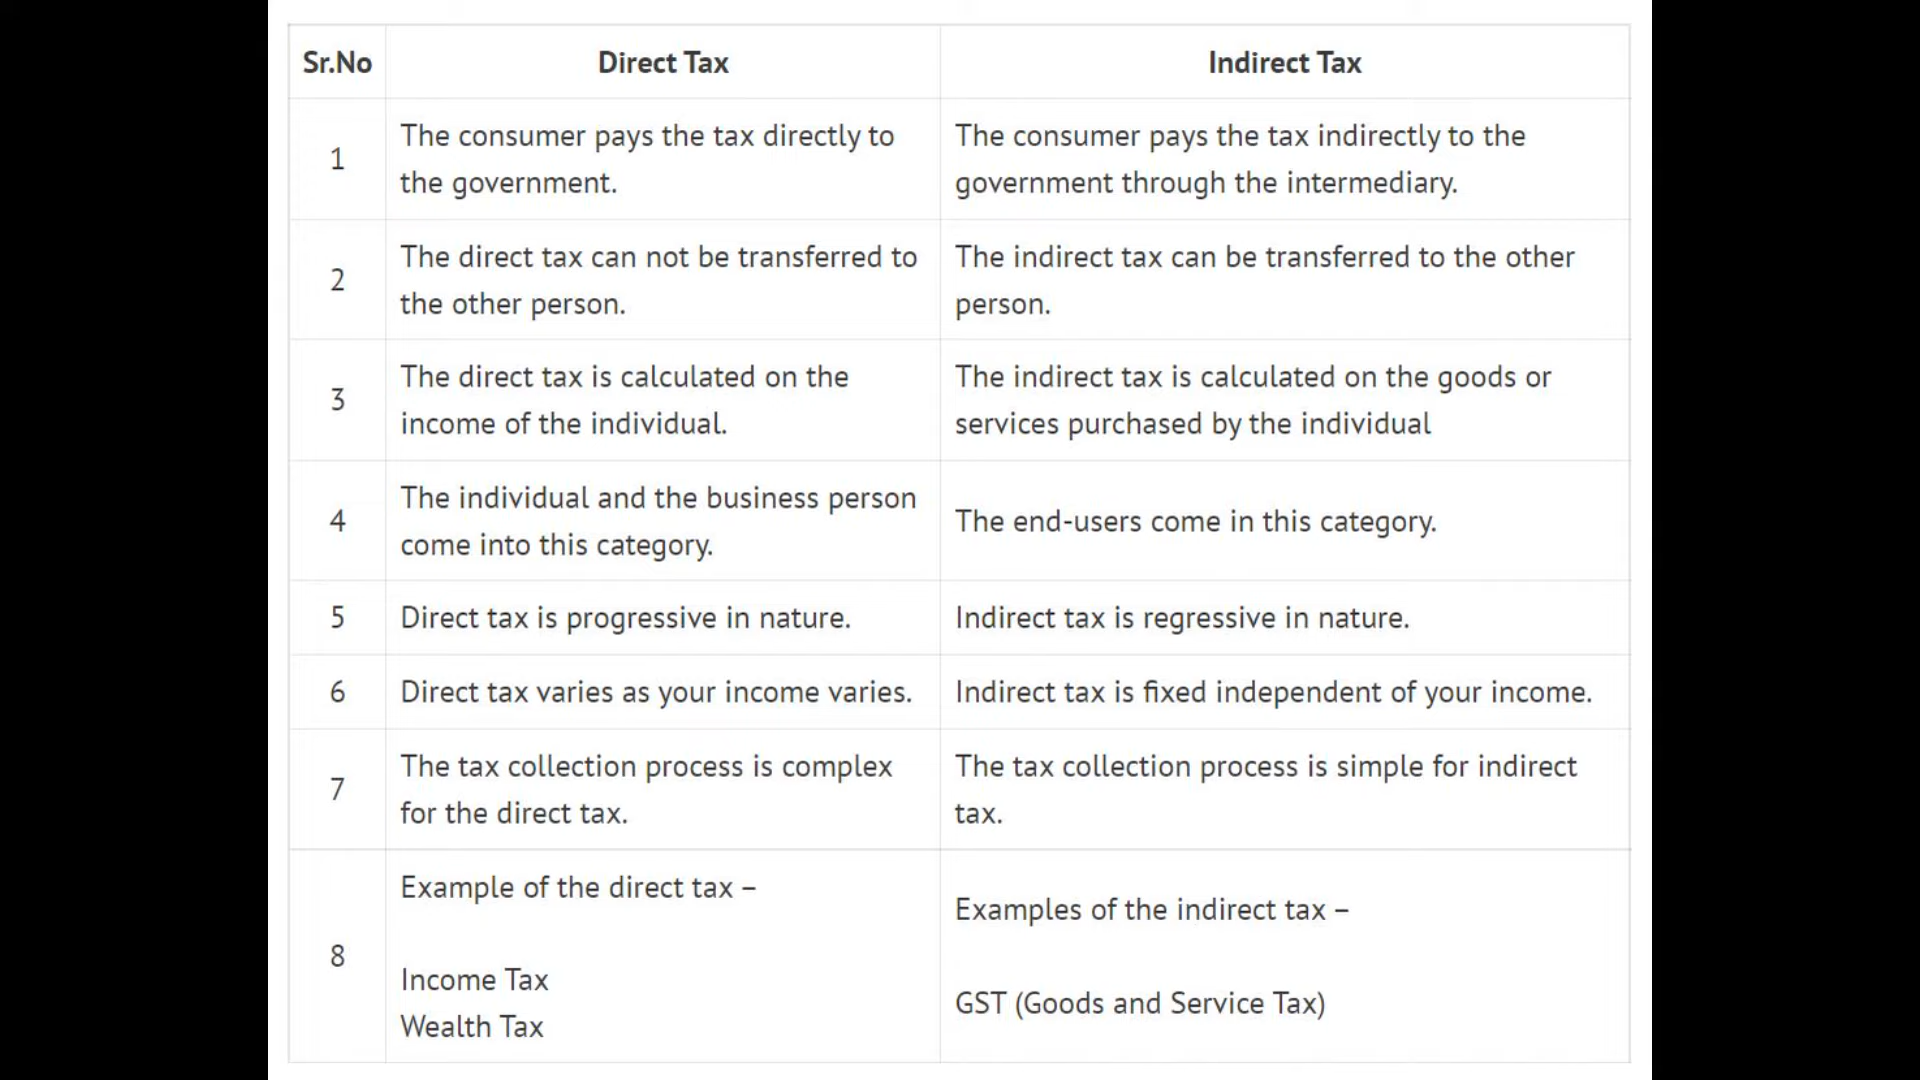 Sr.No Direct Tax Indirect Tax
1 The consumer pays the tax directly to the government. The consumer pays the tax indirectly to the government through the intermediary.
2 The direct tax can not be transferred to the other person. The indirect tax can be transferred to the other person.
3 The direct tax is calculated on the income of the individual. The indirect tax is calculated on the goods or services purchased by the individual
4 The individual and the business person come into this category. The end-users come in this category.
5 Direct tax is progressive in nature. Indirect tax is regressive in nature.
6 Direct tax varies as your income varies. Indirect tax is fixed independent of your income.
7 The tax collection process is complex for the direct tax. The tax collection process is simple for indirect tax.
8 Example of the direct tax –
Income Tax
Wealth Tax
Examples of the indirect tax –
GST (Goods and Service Tax)